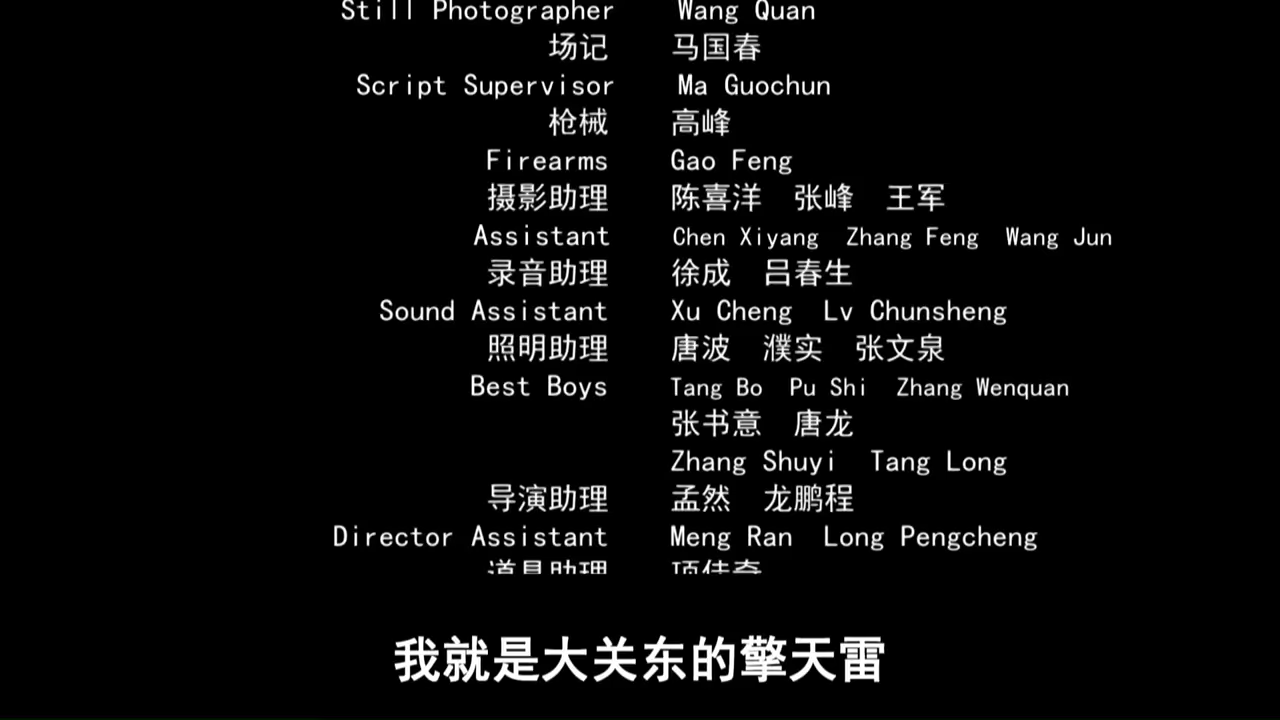 Still Photographer Wang Quan
场记 马国春
Script Supervisor Ma Guochun
枪械 高峰
Firearms Gao Feng
摄影助理 陈喜洋 张峰 王军
Assistant Chen Xiyang Zhang Feng Wang Jun
录音助理 徐成 吕春生
Sound Assistant Xu Cheng Lv Chunsheng
照明助理 唐波 濮实 张文泉
Best Boys Tang Bo Pu Shi Zhang Wenquan
张书意 唐龙
Zhang Shuyi Tang Long
导演助理 孟然 龙鹏程
Director Assistant Meng Ran Long Pengcheng
道具助理
我就是大关东的擎天雷